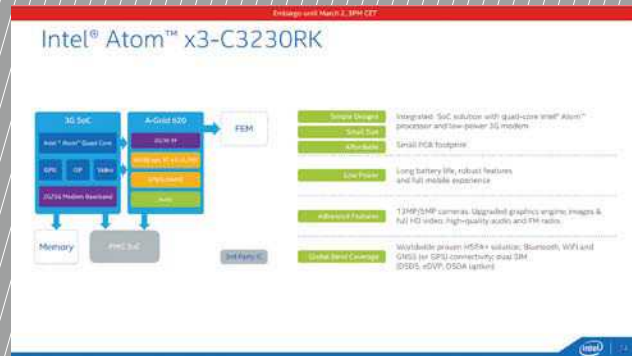 Embargo until March 2, 3PM CET
Intel® Atom™ x3-C3230RK
3G SoC
A-Gold 620
FEM
Intel® Atom™ Quad Core
2G/3G RF
GPU
DP
Video
2G/3G Modem Baseband
Audio
Memory
PMIC SoC
3rd Party IC
Simple Designs
Small Size
Affordable
Integrated SoC solution with quad-core Intel® Atom™
processor and low-power 3G modem
Small PCB footprint
Low Power
Long battery life, robust features
and full mobile experience
Advanced Features
13MP/5MP cameras: Upgraded graphics engine; images &
full HD video; high-quality audio and FM radio.
Global Band Coverage
Worldwide proven HSPA+ solution; Bluetooth, WiFi and
GNSS (or GPS) connectivity; dual SIM
(DSDS, eDVP, DSDA option)
intel